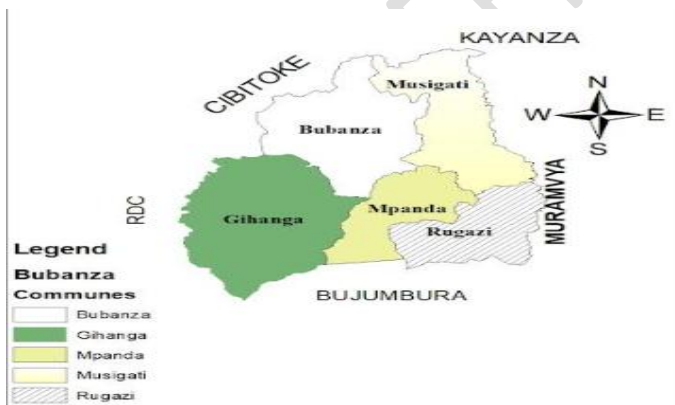 KAYANZA
CIBITOKE
Musigati
N
Bubanza
W
E
S
MURAMVYA
RDC
Gihanga
Mpanda
Rugazi
BUJUMBURA
Legend
Bubanza
Communes
Bubanza
Gihanga
Mpanda
Musigati
Rugazi